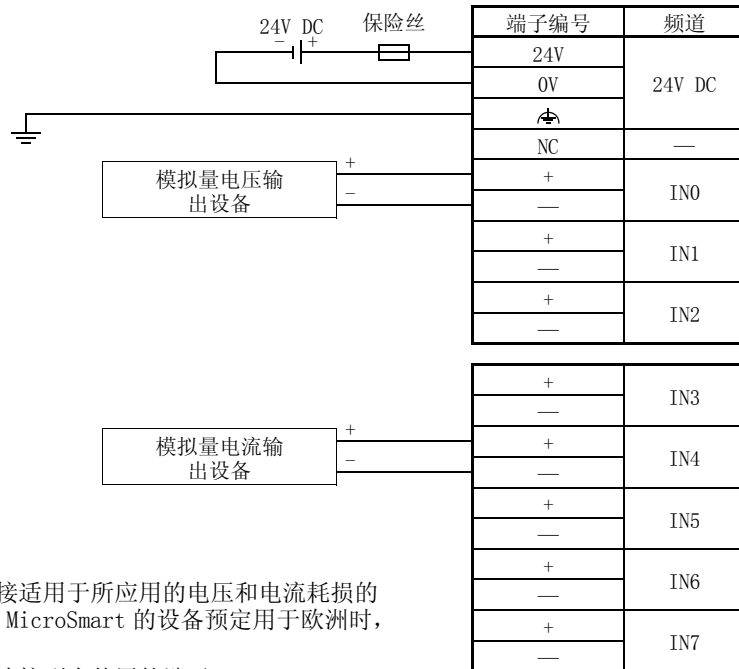 24V DC
保险丝
- +
端子编号 频道
24V
0V
24V DC
NC —
模拟量电压输
出设备
+
-
+
—
IN0
+
—
IN1
+
—
IN2
+
—
IN3
模拟量电流输
出设备
+
-
+
—
IN4
+
—
IN5
+
—
IN6
+
—
IN7
接适用于所应用的电压和电流耗损的
MicroSmart 的设备预定用于欧洲时,